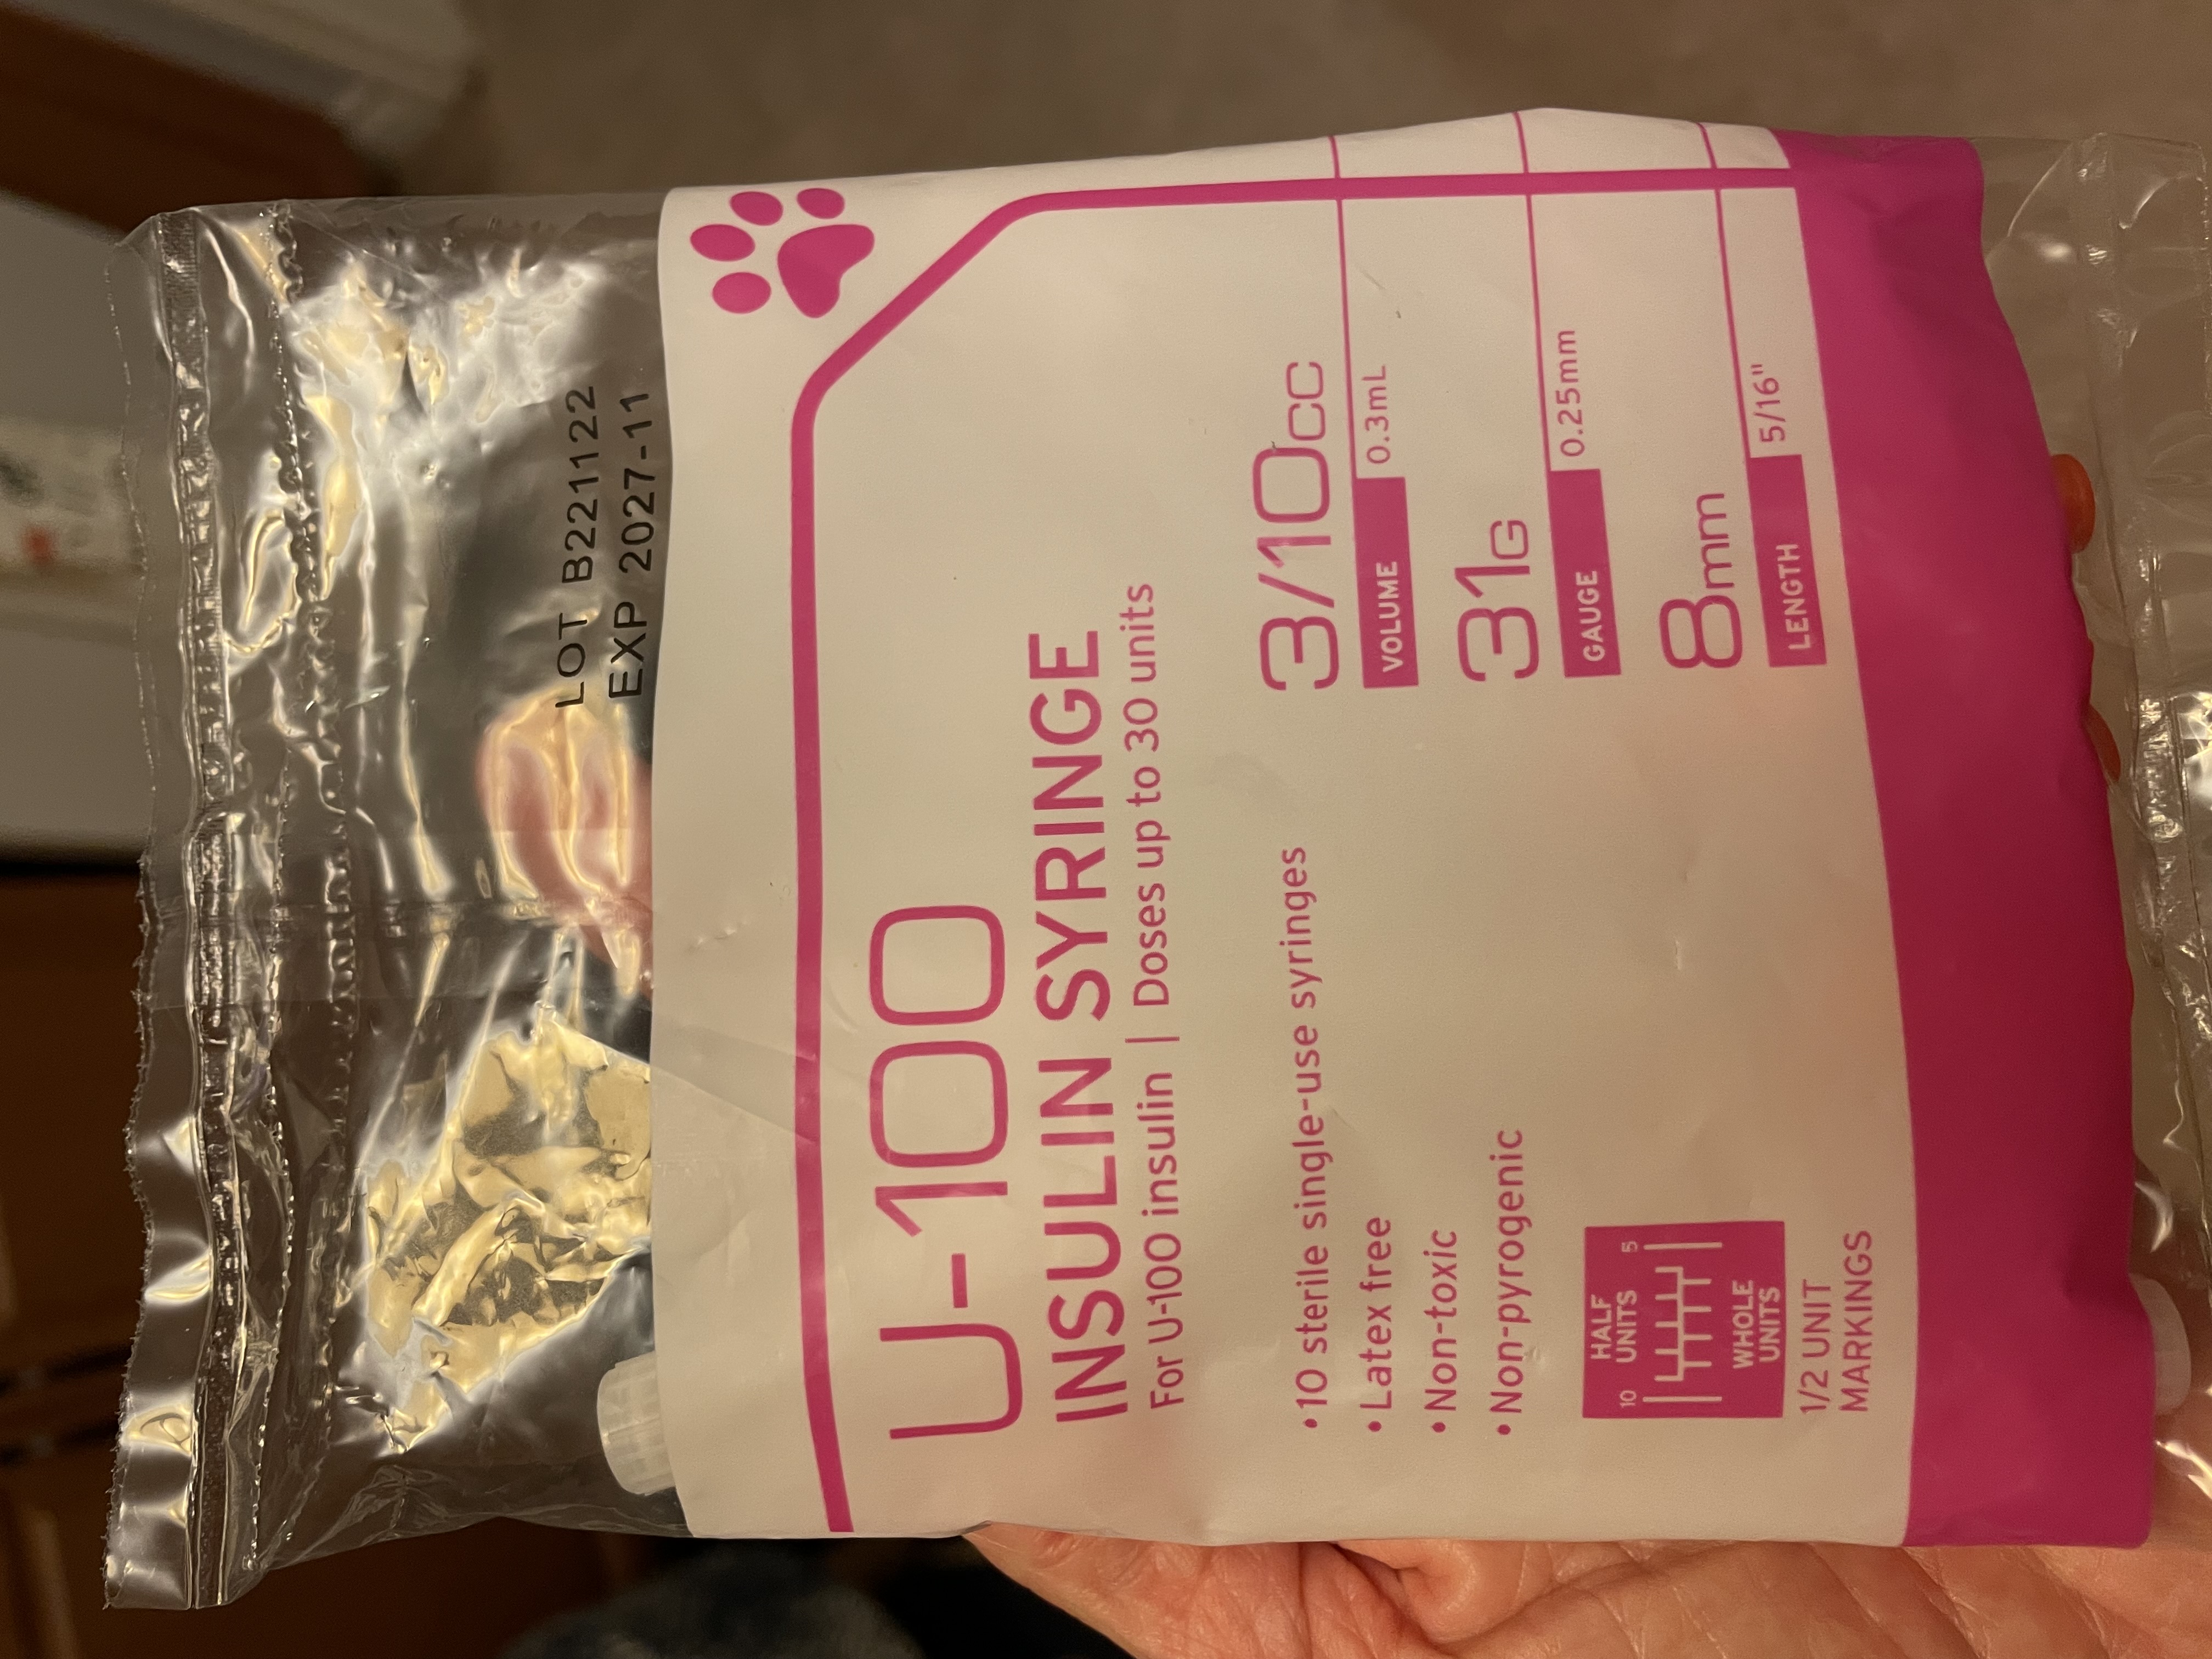 LOT B221122
EXP 2027-11
U-100
INSULIN SYRINGE
For U-100 insulin | Doses up to 30 units
•10 sterile single-use syringes
•Latex free
•Non-toxic
•Non-pyrogenic
HALF
UNITS
10 5
WHOLE
UNITS
1/2 UNIT
MARKINGS
3/10cc
VOLUME 0.3mL
31G
GAUGE 0.25mm
8mm
LENGTH 5/16"